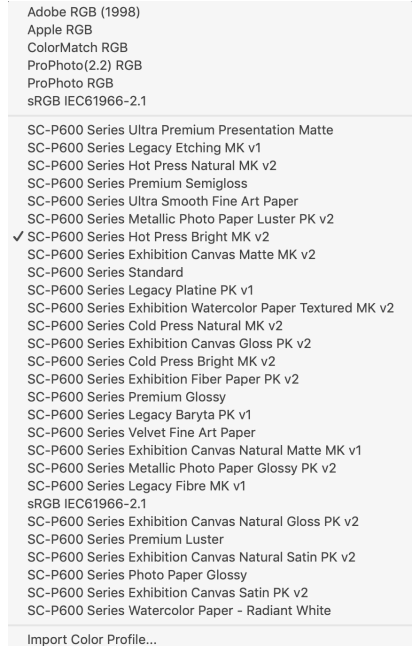 Adobe RGB (1998)
Apple RGB
ColorMatch RGB
ProPhoto(2.2) RGB
ProPhoto RGB
sRGB IEC61966-2.1
SC-P600 Series Ultra Premium Presentation Matte
SC-P600 Series Legacy Etching MK v1
SC-P600 Series Hot Press Natural MK v2
SC-P600 Series Premium Semigloss
SC-P600 Series Ultra Smooth Fine Art Paper
SC-P600 Series Metallic Photo Paper Luster PK v2
✓ SC-P600 Series Hot Press Bright MK v2
SC-P600 Series Exhibition Canvas Matte MK v2
SC-P600 Series Standard
SC-P600 Series Legacy Platine PK v1
SC-P600 Series Exhibition Watercolor Paper Textured MK v2
SC-P600 Series Cold Press Natural MK v2
SC-P600 Series Exhibition Canvas Gloss PK v2
SC-P600 Series Cold Press Bright MK v2
SC-P600 Series Exhibition Fiber Paper PK v2
SC-P600 Series Premium Glossy
SC-P600 Series Legacy Baryta PK v1
SC-P600 Series Velvet Fine Art Paper
SC-P600 Series Exhibition Canvas Natural Matte MK v1
SC-P600 Series Metallic Photo Paper Glossy PK v2
SC-P600 Series Legacy Fibre MK v1
sRGB IEC61966-2.1
SC-P600 Series Exhibition Canvas Natural Gloss PK v2
SC-P600 Series Premium Luster
SC-P600 Series Exhibition Canvas Natural Satin PK v2
SC-P600 Series Photo Paper Glossy
SC-P600 Series Exhibition Canvas Satin PK v2
SC-P600 Series Watercolor Paper - Radiant White
Import Color Profile...